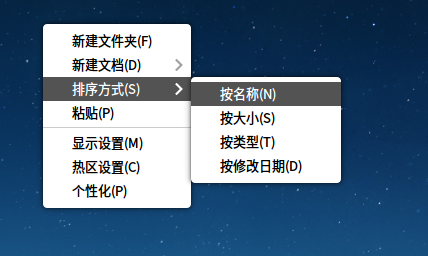 新建文件夹(F)
新建文档(D)
排序方式(S)
粘贴(P)
显示设置(M)
热区设置(C)
个性化(P)
按名称(N)
按大小(S)
按类型(T)
按修改日期(D)